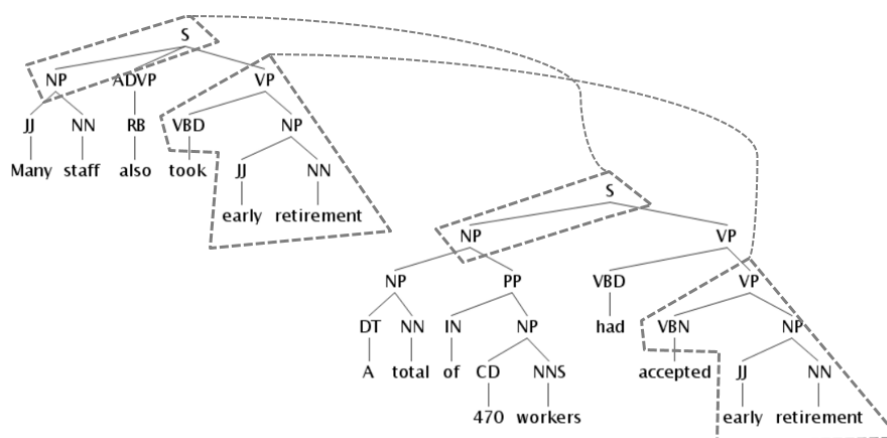 S
NP ADVP VP
JJ NN RB VBD NP
Many staff also took JJ NN
early retirement
S
NP VP
NP PP VBD VP
DT NN IN NP had VBN NP
A total of CD NNS accepted JJ NN
470 workers early retirement